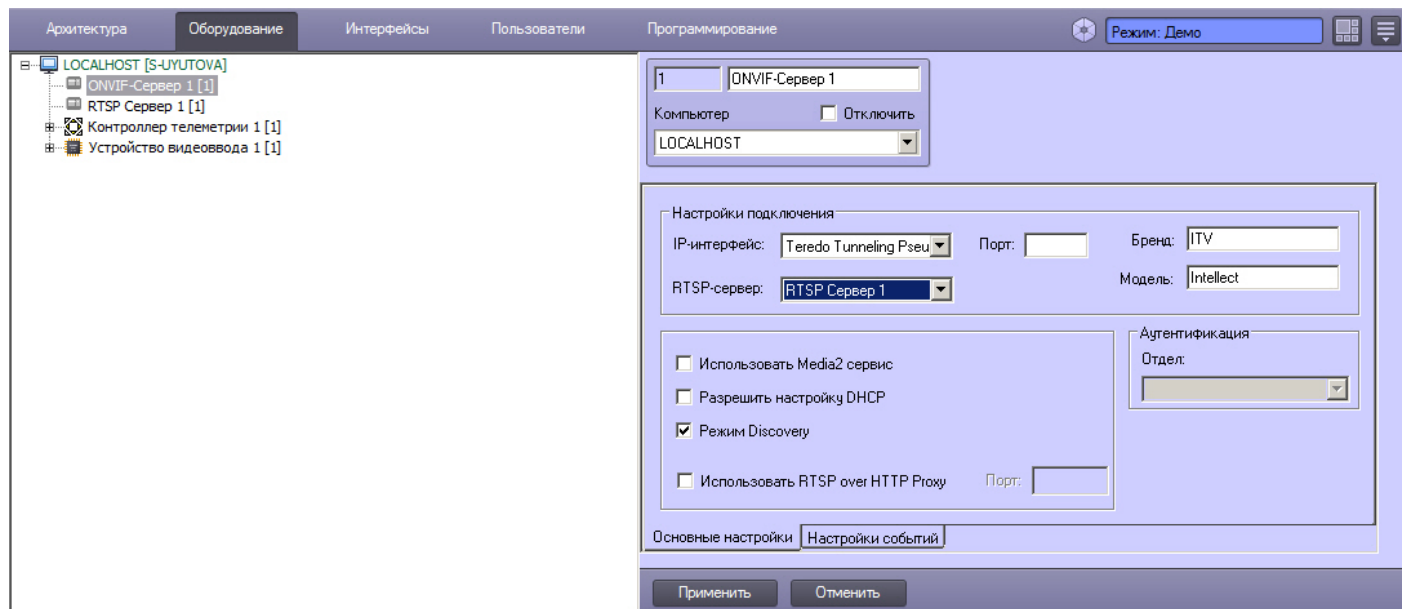 Архитектура Оборудование Интерфейсы Пользователи Программирование Режим: Демо
LOCALHOST [S-UYUTOVA]
ONVIF-Сервер 1 [1]
RTSP Сервер 1 [1]
Контроллер телеметрии 1 [1]
Устройство видеоввода 1 [1]
1 ONVIF-Сервер 1
Компьютер Отключить
LOCALHOST
Настройки подключения
IP-интерфейс: Teredo Tunneling Pseu Порт: Бренд: ITV
RTSP-сервер: RTSP Сервер 1 Модель: Intellect
Использовать Media2 сервис
Разрешить настройку DHCP
Режим Discovery
Использовать RTSP over HTTP Proxy Порт:
Аутентификация
Отдел:
Основные настройки Настройки событий
Применить Отменить